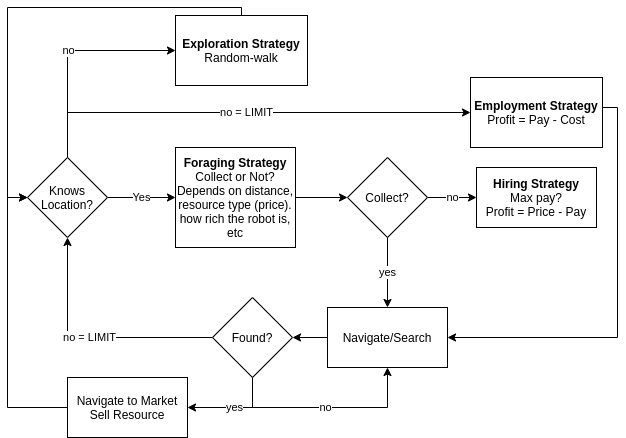 Exploration Strategy
Random-walk
no
Employment Strategy
Profit = Pay - Cost
no = LIMIT
Knows
Location?
Yes
Foraging Strategy
Collect or Not?
Depends on distance,
resource type (price).
how rich the robot is,
etc
Collect?
no
Hiring Strategy
Max pay?
Profit = Price - Pay
yes
no = LIMIT
Found?
Navigate/Search
Navigate to Market
Sell Resource
yes
no